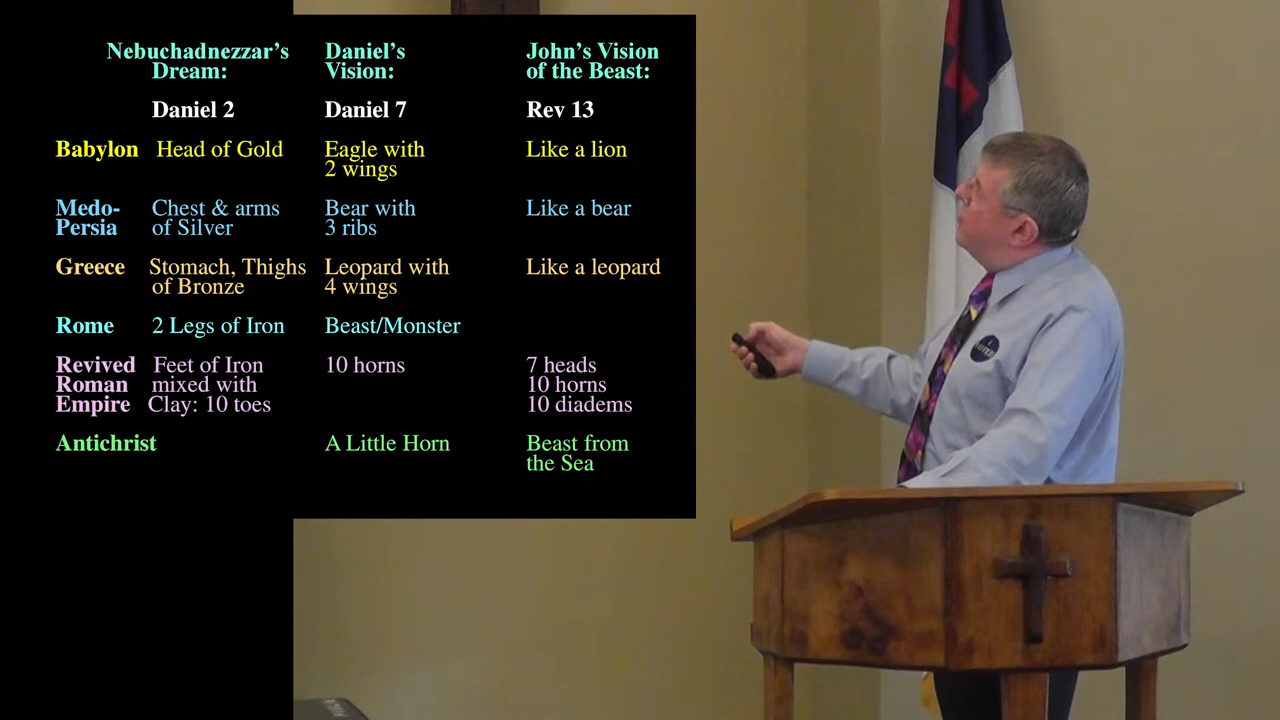 Nebuchadnezzar's Daniel's John's Vision
Dream: Vision: of the Beast:
Daniel 2 Daniel 7 Rev 13
Babylon Head of Gold Eagle with Like a lion
2 wings
Medo- Chest & arms Bear with Like a bear
Persia of Silver 3 ribs
Greece Stomach, Thighs Leopard with Like a leopard
of Bronze 4 wings
Rome 2 Legs of Iron Beast/Monster
Revived Feet of Iron 10 horns 7 heads
Roman mixed with 10 horns
Empire Clay: 10 toes 10 diadems
Antichrist A Little Horn Beast from
the Sea